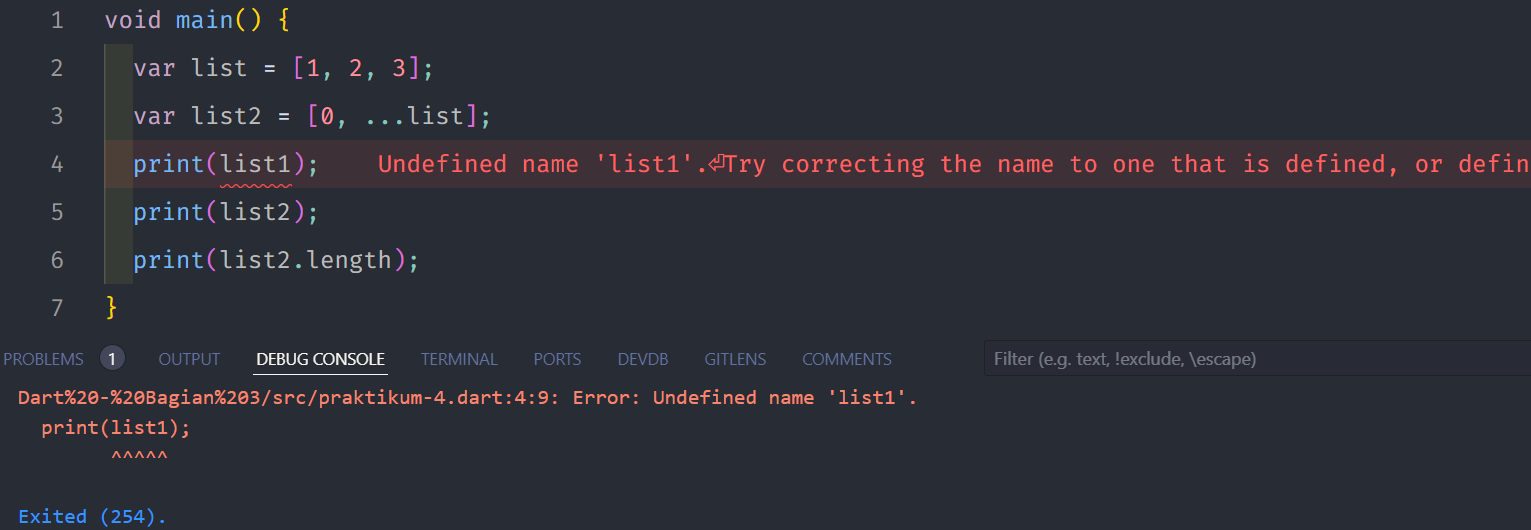 1 void main() {
2 var list = [1, 2, 3];
3 var list2 = [0, ...list];
4 print(list1); Undefined name 'list1'.⏎Try correcting the name to one that is defined, or defin
5 print(list2);
6 print(list2.length);
7 }
PROBLEMS 1 OUTPUT DEBUG CONSOLE TERMINAL PORTS DEVDB GITLENS COMMENTS Filter (e.g. text, !exclude, \escape)
Dart%20-%20Bagian%203/src/praktikum-4.dart:4:9: Error: Undefined name 'list1'.
print(list1);
^^^^^
Exited (254).